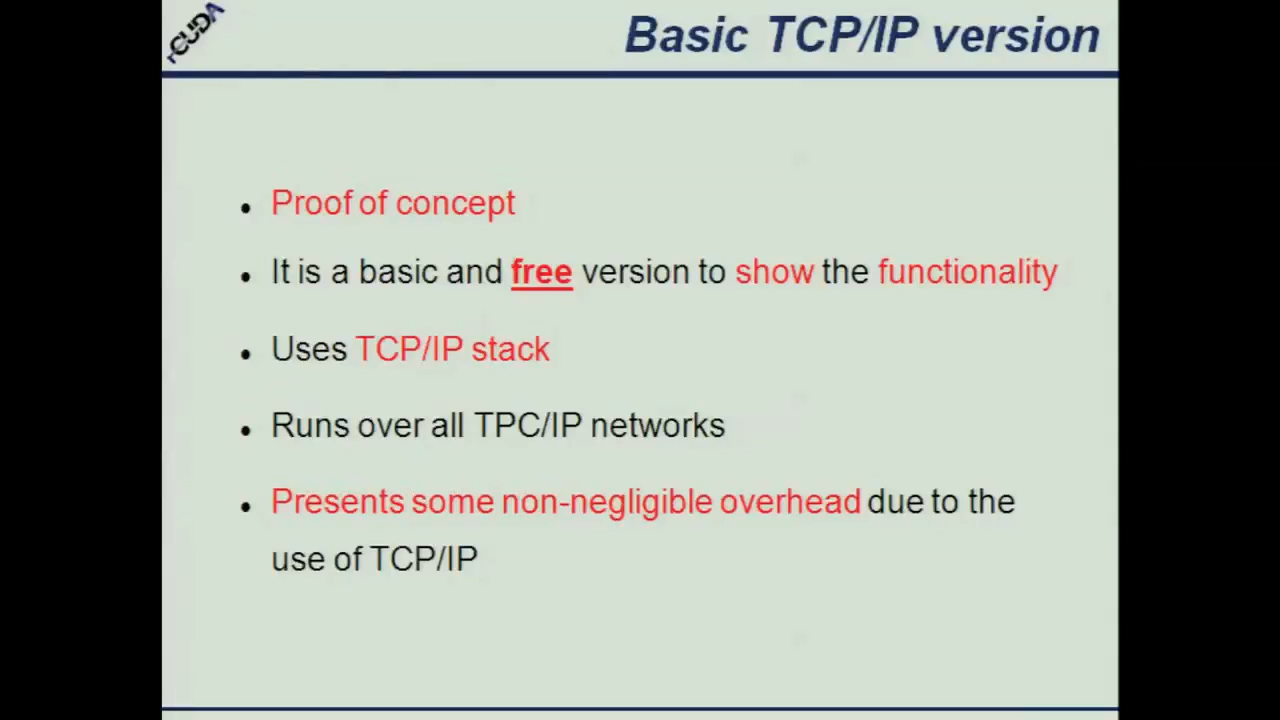 rCUDA
Basic TCP/IP version
• Proof of concept
• It is a basic and free version to show the functionality
• Uses TCP/IP stack
• Runs over all TPC/IP networks
• Presents some non-negligible overhead due to the
use of TCP/IP